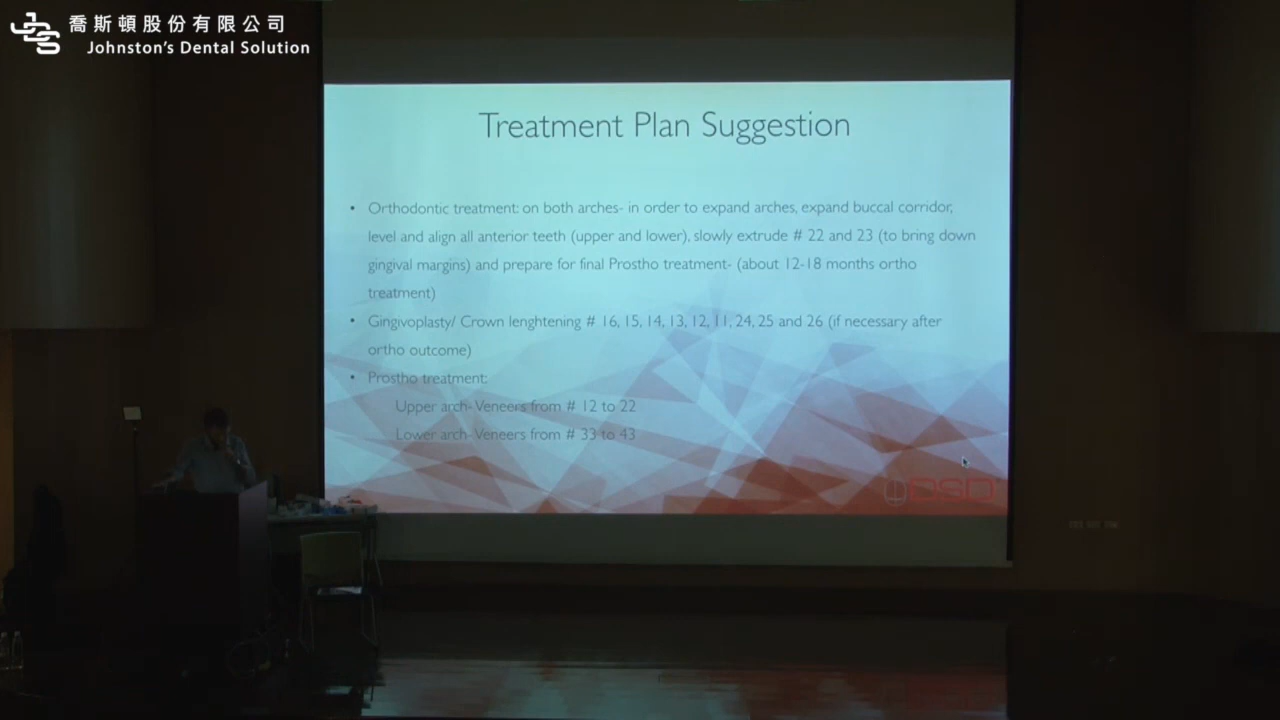 JDS
喬斯頓股份有限公司
Johnston's Dental Solution
Treatment Plan Suggestion
• Orthodontic treatment: on both arches- in order to expand arches, expand buccal corridor,
level and align all anterior teeth (upper and lower), slowly extrude # 22 and 23 (to bring down
gingival margins) and prepare for final Prostho treatment- (about 12-18 months ortho
treatment)
• Gingivoplasty/ Crown lenghtening # 16, 15, 14, 13, 12, 11, 24, 25 and 26 (if necessary after
ortho outcome)
• Prostho treatment:
Upper arch- Veneers from # 12 to 22
Lower arch- Veneers from # 33 to 43
DSD